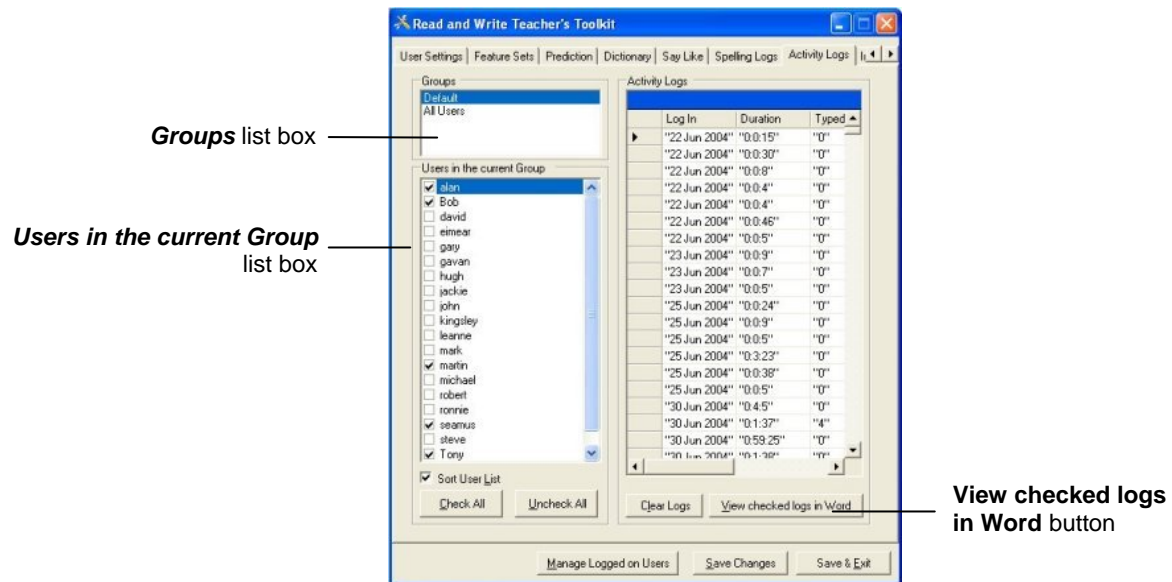 Read and Write Teacher's Toolkit
User Settings Feature Sets Prediction Dictionary Say Like Spelling Logs Activity Logs
Groups
Default
All Users
Groups list box
Users in the current Group
alan
Bob
david
eimear
gary
gavan
hugh
jackie
john
kingsley
leanne
mark
martin
michael
robert
ronnie
seamus
steve
Tony
Users in the current Group
list box
Sort User List
Check All Uncheck All
Activity Logs
Log In Duration Typed
"22 Jun 2004" "0:0:15" "0"
"22 Jun 2004" "0:0:30" "0"
"22 Jun 2004" "0:0:8" "0"
"22 Jun 2004" "0:0:4" "0"
"22 Jun 2004" "0:0:4" "0"
"22 Jun 2004" "0:0:46" "0"
"22 Jun 2004" "0:0:5" "0"
"23 Jun 2004" "0:0:9" "0"
"23 Jun 2004" "0:0:7" "0"
"23 Jun 2004" "0:0:5" "0"
"25 Jun 2004" "0:0:24" "0"
"25 Jun 2004" "0:0:9" "0"
"25 Jun 2004" "0:0:5" "0"
"25 Jun 2004" "0:3:23" "0"
"25 Jun 2004" "0:0:38" "0"
"25 Jun 2004" "0:0:5" "0"
"30 Jun 2004" "0:4:5" "0"
"30 Jun 2004" "0:1:37" "4"
"30 Jun 2004" "0:59:25" "0"
"30 Jun 2004" "0:1:38" "0"
Clear Logs View checked logs in Word
View checked logs
in Word button
Manage Logged on Users Save Changes Save & Exit